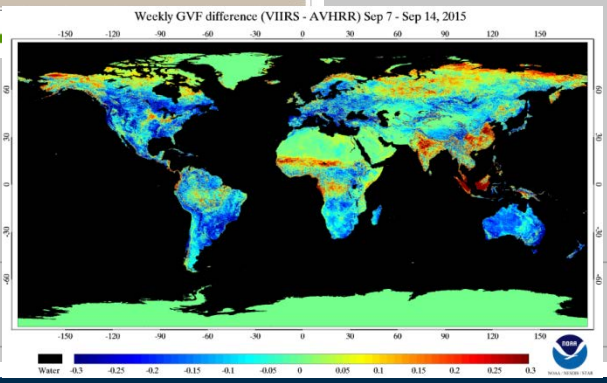 Weekly GVF difference (VIIRS - AVHRR) Sep 7 - Sep 14, 2015
-150 -120 -90 -60 -30 0 30 60 90 120 150
60 60
30 30
0 0
-30 -30
-60 -60
-150 -120 -90 -60 -30 0 30 60 90 120 150
Water -0.3 -0.25 -0.2 -0.15 -0.1 -0.05 0 0.05 0.1 0.15 0.2 0.25 0.3
NOAA
NOAA / NESDIS / STAR